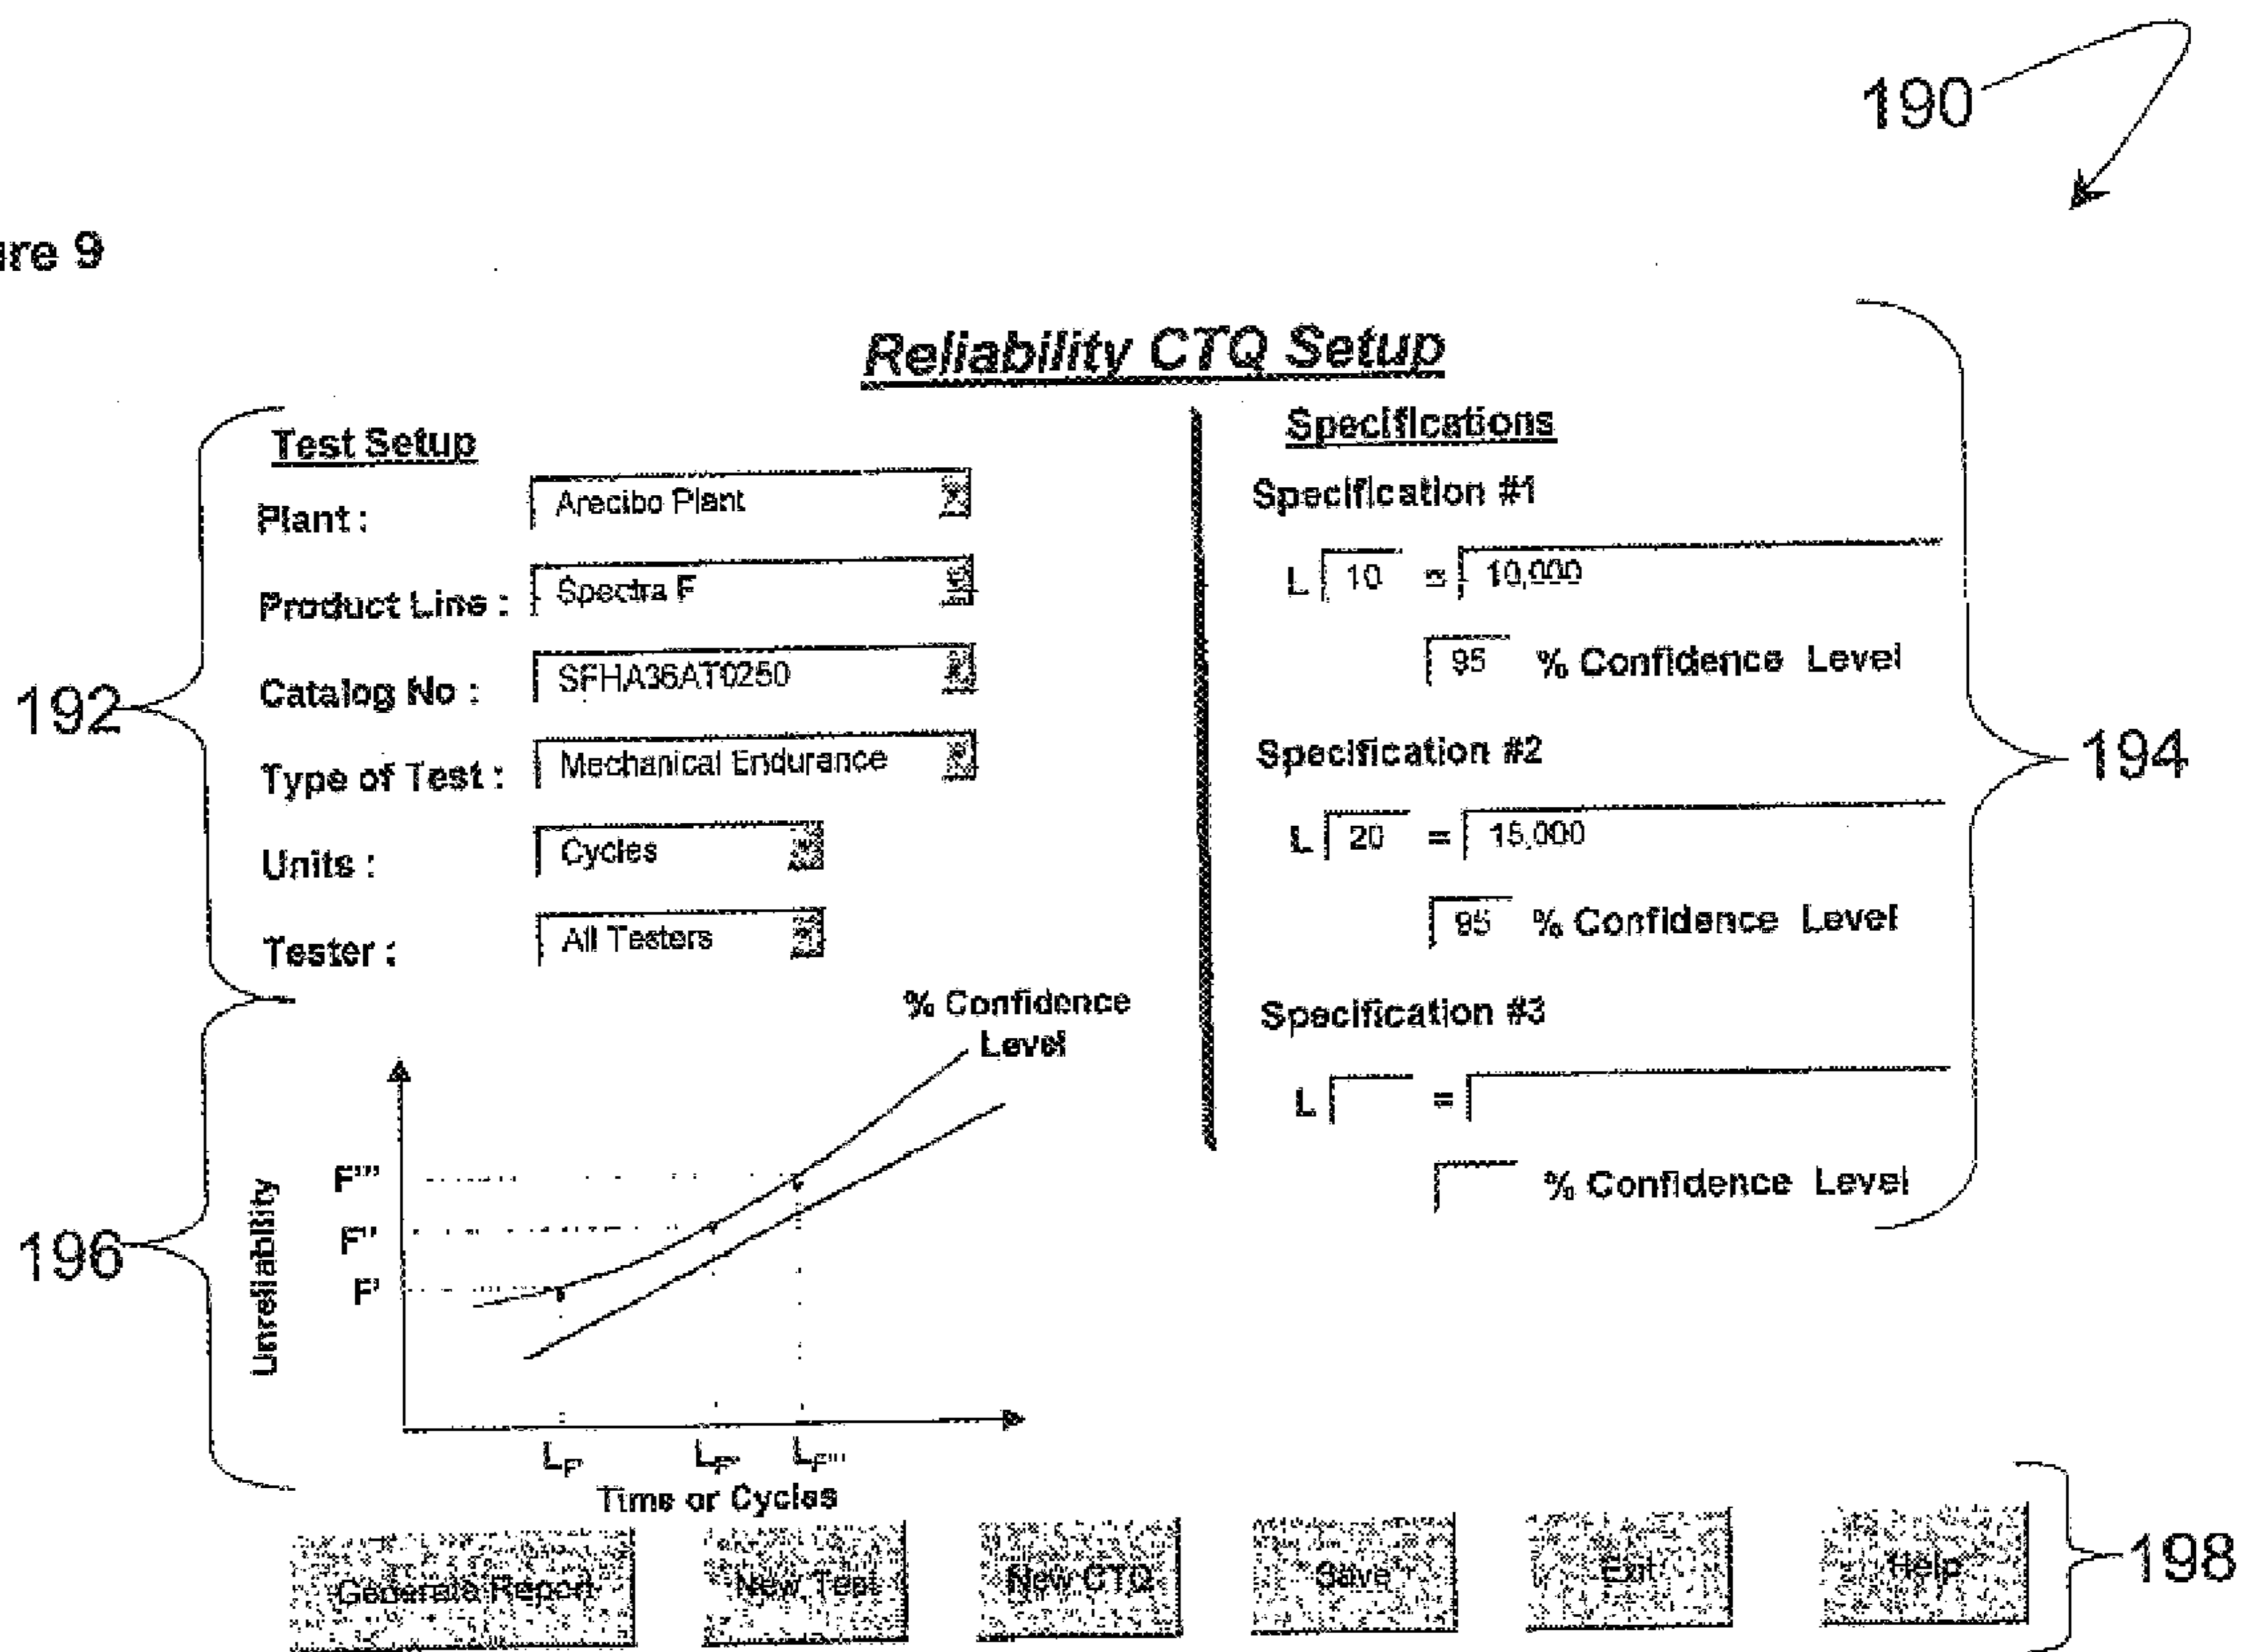 190
ure 9
Reliability CTQ Setup
192
Test Setup
Plant : Arecibo Plant
Product Line : Spectra F
Catalog No : SFHA36AT0250
Type of Test : Mechanical Endurance
Units : Cycles
Tester : All Testers
194
Specifications
Specification #1
L 10 = 10,000
95 % Confidence Level
Specification #2
L 20 = 15,000
95 % Confidence Level
Specification #3
L =
% Confidence Level
196
% Confidence
Level
Unreliability
F'''
F''
F'
LF' LF'' LF'''
Time or Cycles
198
Generate Report New Test New CTQ Save Exit Help